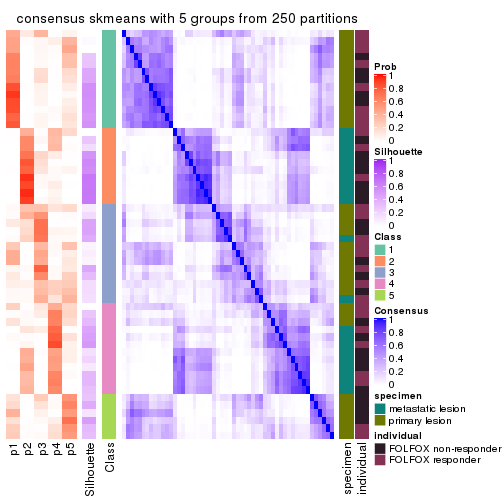 consensus skmeans with 5 groups from 250 partitions
Prob
1
0.8
0.6
0.4
0.2
0
Silhouette
1
0.8
0.6
0.4
0.2
0
Class
1
2
3
4
5
Consensus
1
0.8
0.6
0.4
0.2
0
specimen
metastatic lesion
primary lesion
individual
FOLFOX non-responder
FOLFOX responder
p1
p2
p3
p4
p5
Silhouette
Class
specimen
individual